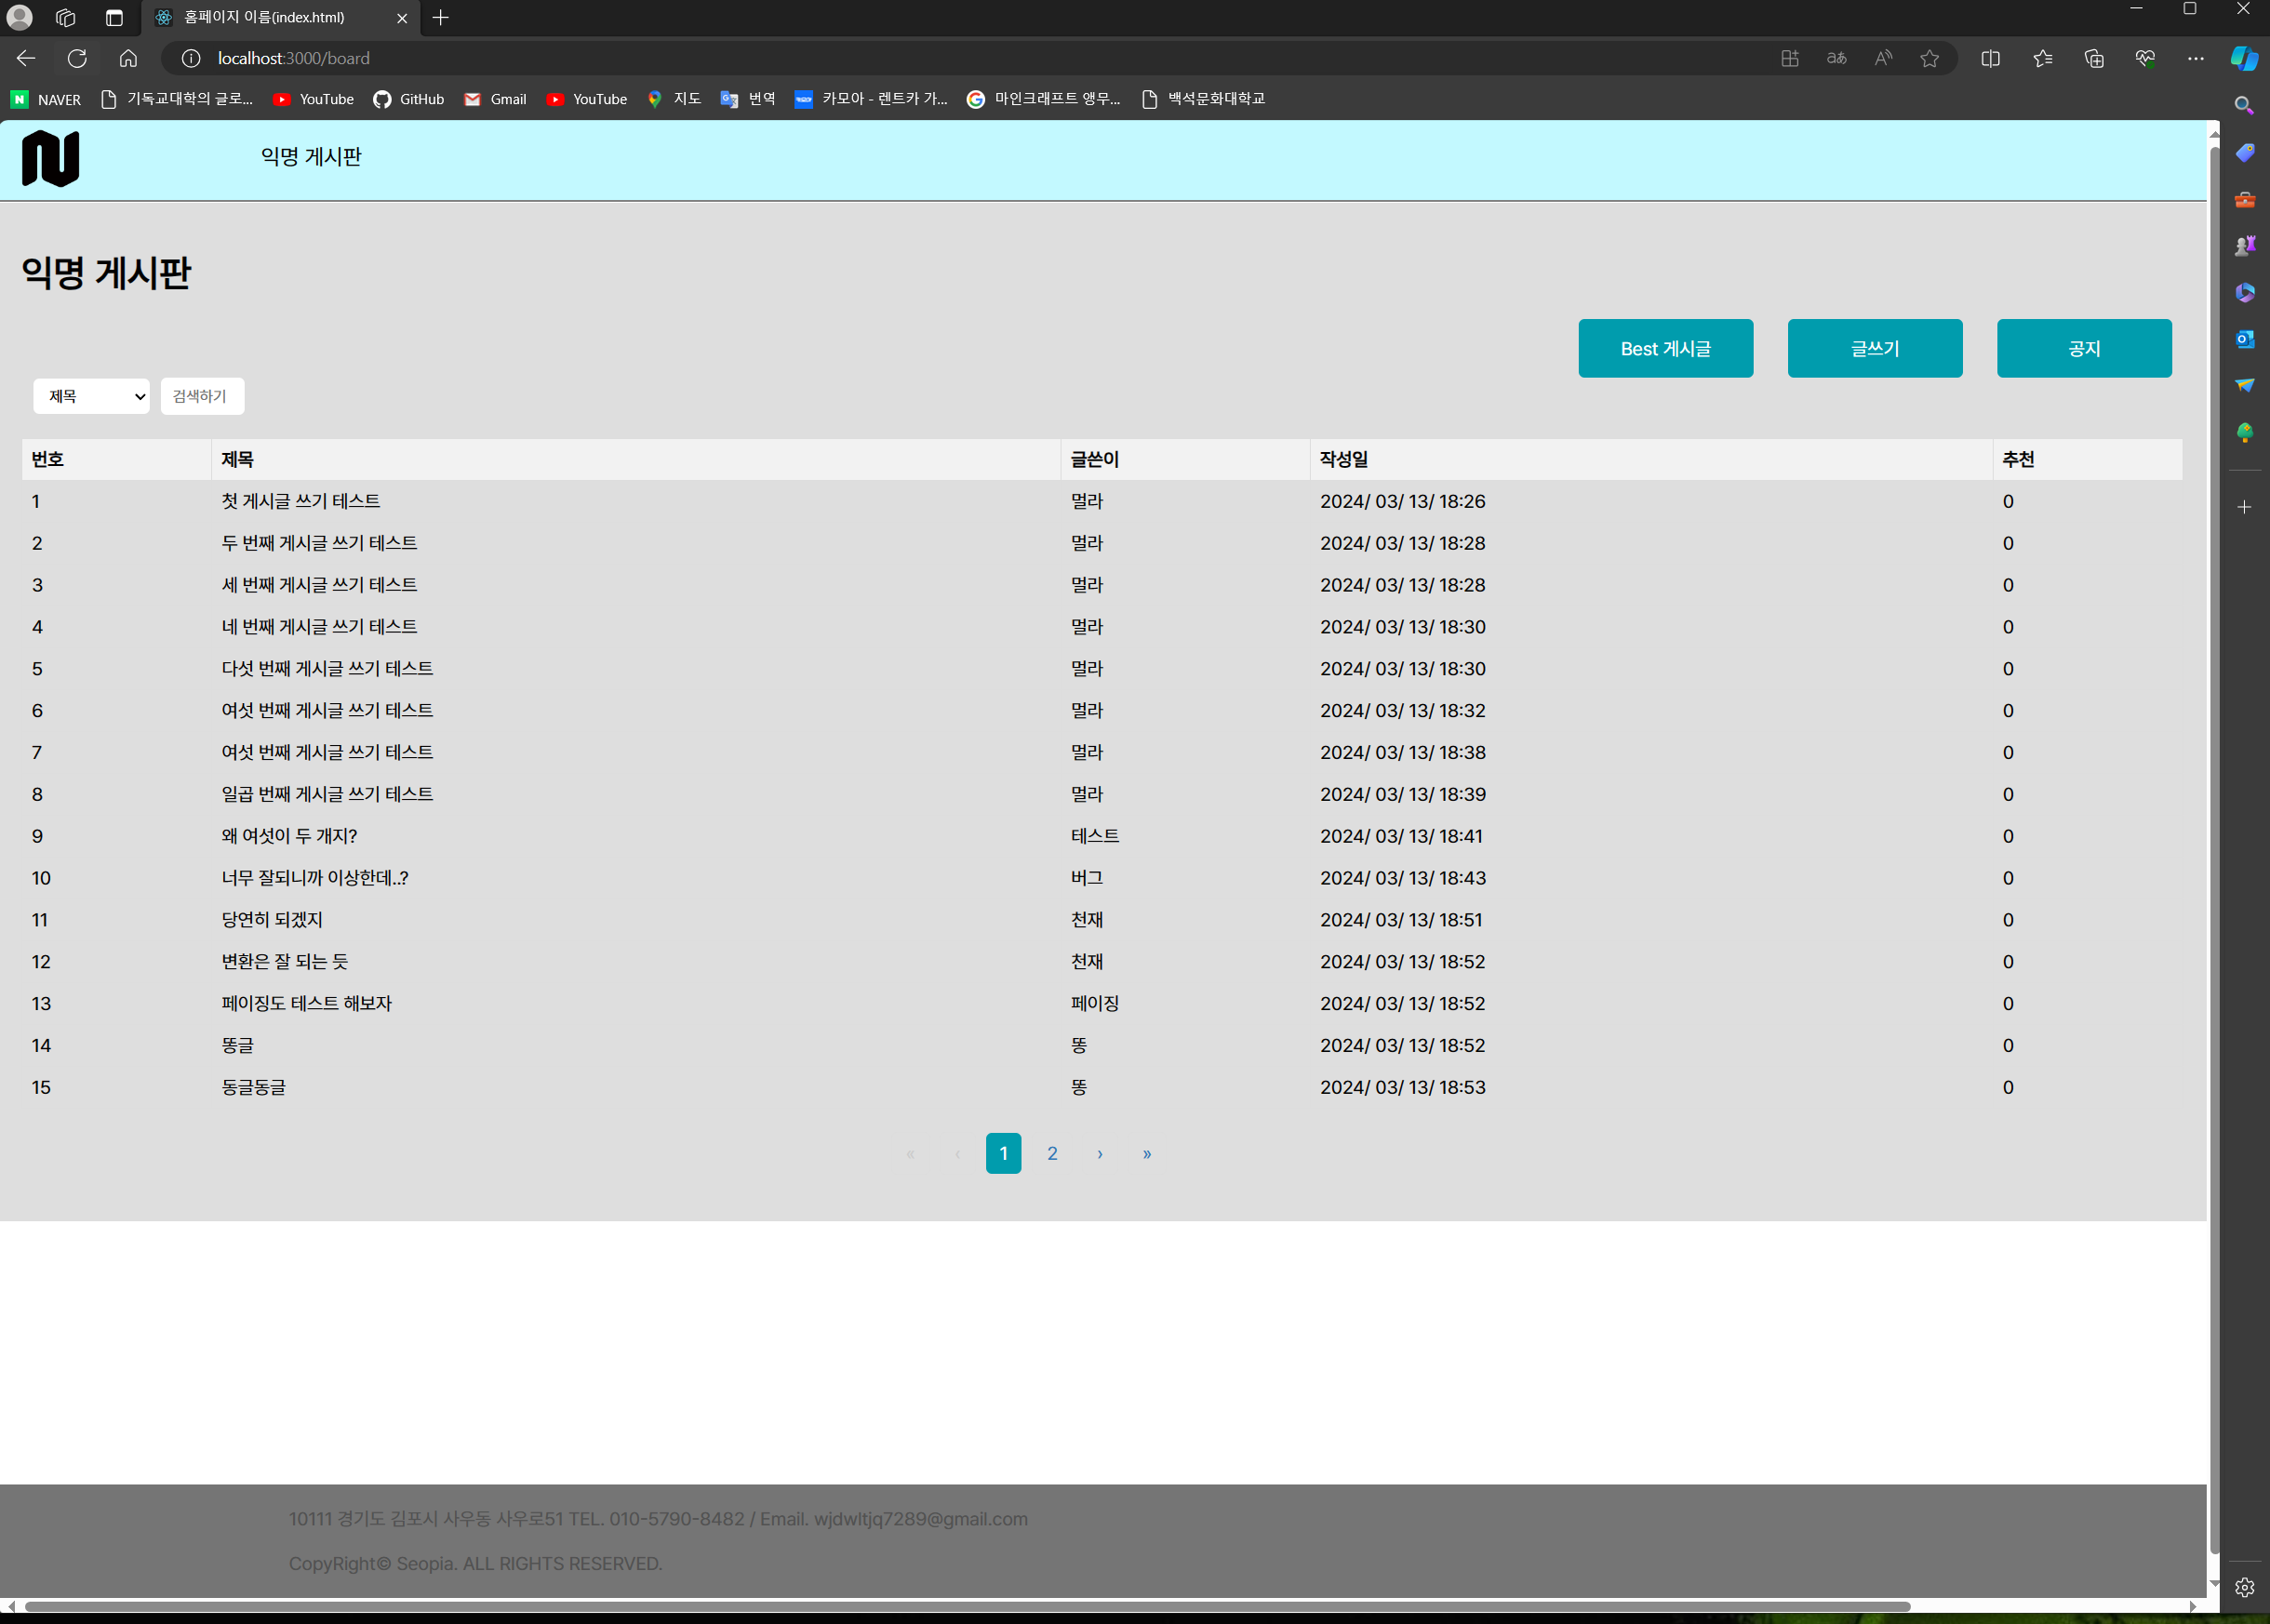 홈페이지 이름(index.html)
localhost:3000/board
NAVER 기독교대학의 글로... YouTube GitHub Gmail YouTube 지도 번역 카모아 - 렌트카 가... 마인크래프트 앵무... 백석문화대학교
익명 게시판
익명 게시판
Best 게시글 글쓰기 공지
제목 검색하기
번호 제목 글쓴이 작성일 추천
1 첫 게시글 쓰기 테스트 멀라 2024/ 03/ 13/ 18:26 0
2 두 번째 게시글 쓰기 테스트 멀라 2024/ 03/ 13/ 18:28 0
3 세 번째 게시글 쓰기 테스트 멀라 2024/ 03/ 13/ 18:28 0
4 네 번째 게시글 쓰기 테스트 멀라 2024/ 03/ 13/ 18:30 0
5 다섯 번째 게시글 쓰기 테스트 멀라 2024/ 03/ 13/ 18:30 0
6 여섯 번째 게시글 쓰기 테스트 멀라 2024/ 03/ 13/ 18:32 0
7 여섯 번째 게시글 쓰기 테스트 멀라 2024/ 03/ 13/ 18:38 0
8 일곱 번째 게시글 쓰기 테스트 멀라 2024/ 03/ 13/ 18:39 0
9 왜 여섯이 두 개지? 테스트 2024/ 03/ 13/ 18:41 0
10 너무 잘되니까 이상한데..? 버그 2024/ 03/ 13/ 18:43 0
11 당연히 되겠지 천재 2024/ 03/ 13/ 18:51 0
12 변환은 잘 되는 듯 천재 2024/ 03/ 13/ 18:52 0
13 페이징도 테스트 해보자 페이징 2024/ 03/ 13/ 18:52 0
14 똥글 똥 2024/ 03/ 13/ 18:52 0
15 동글동글 똥 2024/ 03/ 13/ 18:53 0
« ‹ 1 2 › »
10111 경기도 김포시 사우동 사우로51 TEL. 010-5790-8482 / Email. wjdwltjq7289@gmail.com
CopyRight© Seopia. ALL RIGHTS RESERVED.